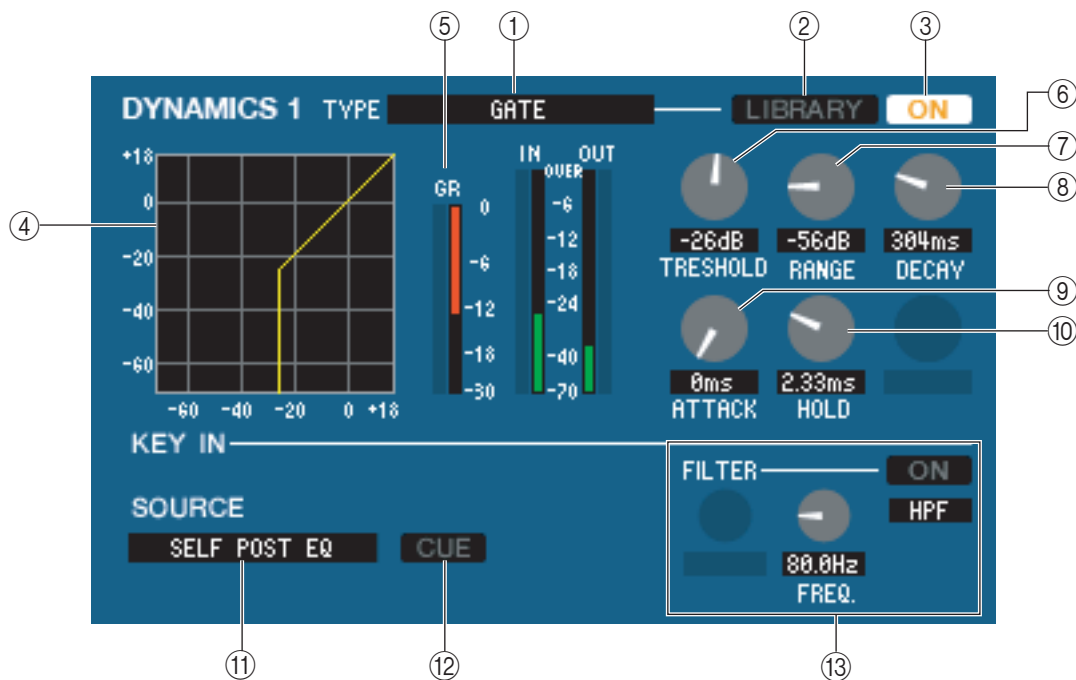 ⑤ ① ② ③
DYNAMICS 1 TYPE GATE LIBRARY ON
⑥
⑦
⑧
④
+18
0
-20
-40
-60
-60 -40 -20 0 +18
GR
0
-6
-12
-18
-30
IN OUT
OVER
-6
-12
-18
-24
-40
-70
-26dB -56dB 304ms
TRESHOLD RANGE DECAY
⑨
⑩
0ms 2.33ms
ATTACK HOLD
KEY IN
FILTER ON
SOURCE
HPF
SELF POST EQ CUE
80.0Hz
FREQ.
⑪ ⑫ ⑬